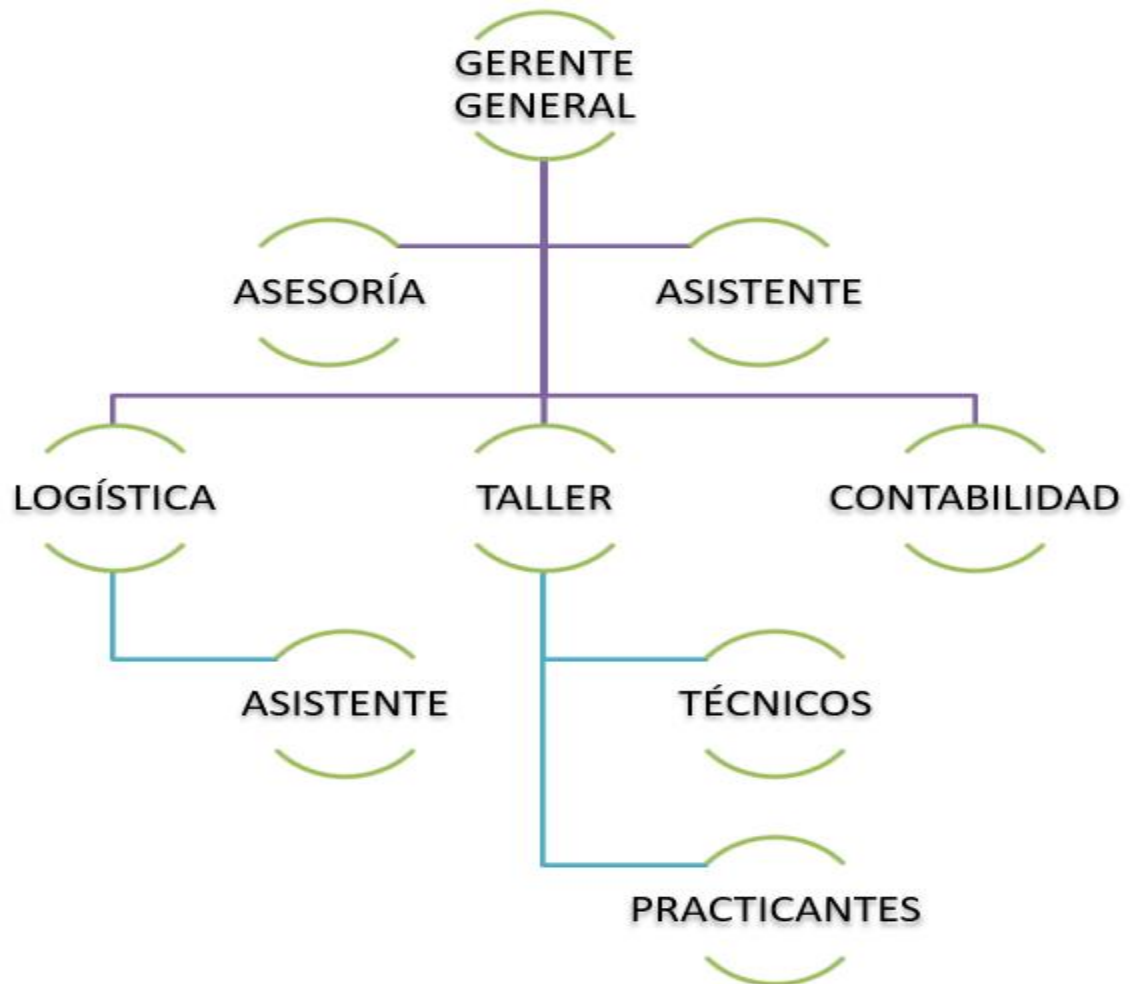 GERENTE
GENERAL
ASESORÍA
ASISTENTE
LOGÍSTICA
TALLER
CONTABILIDAD
ASISTENTE
TÉCNICOS
PRACTICANTES